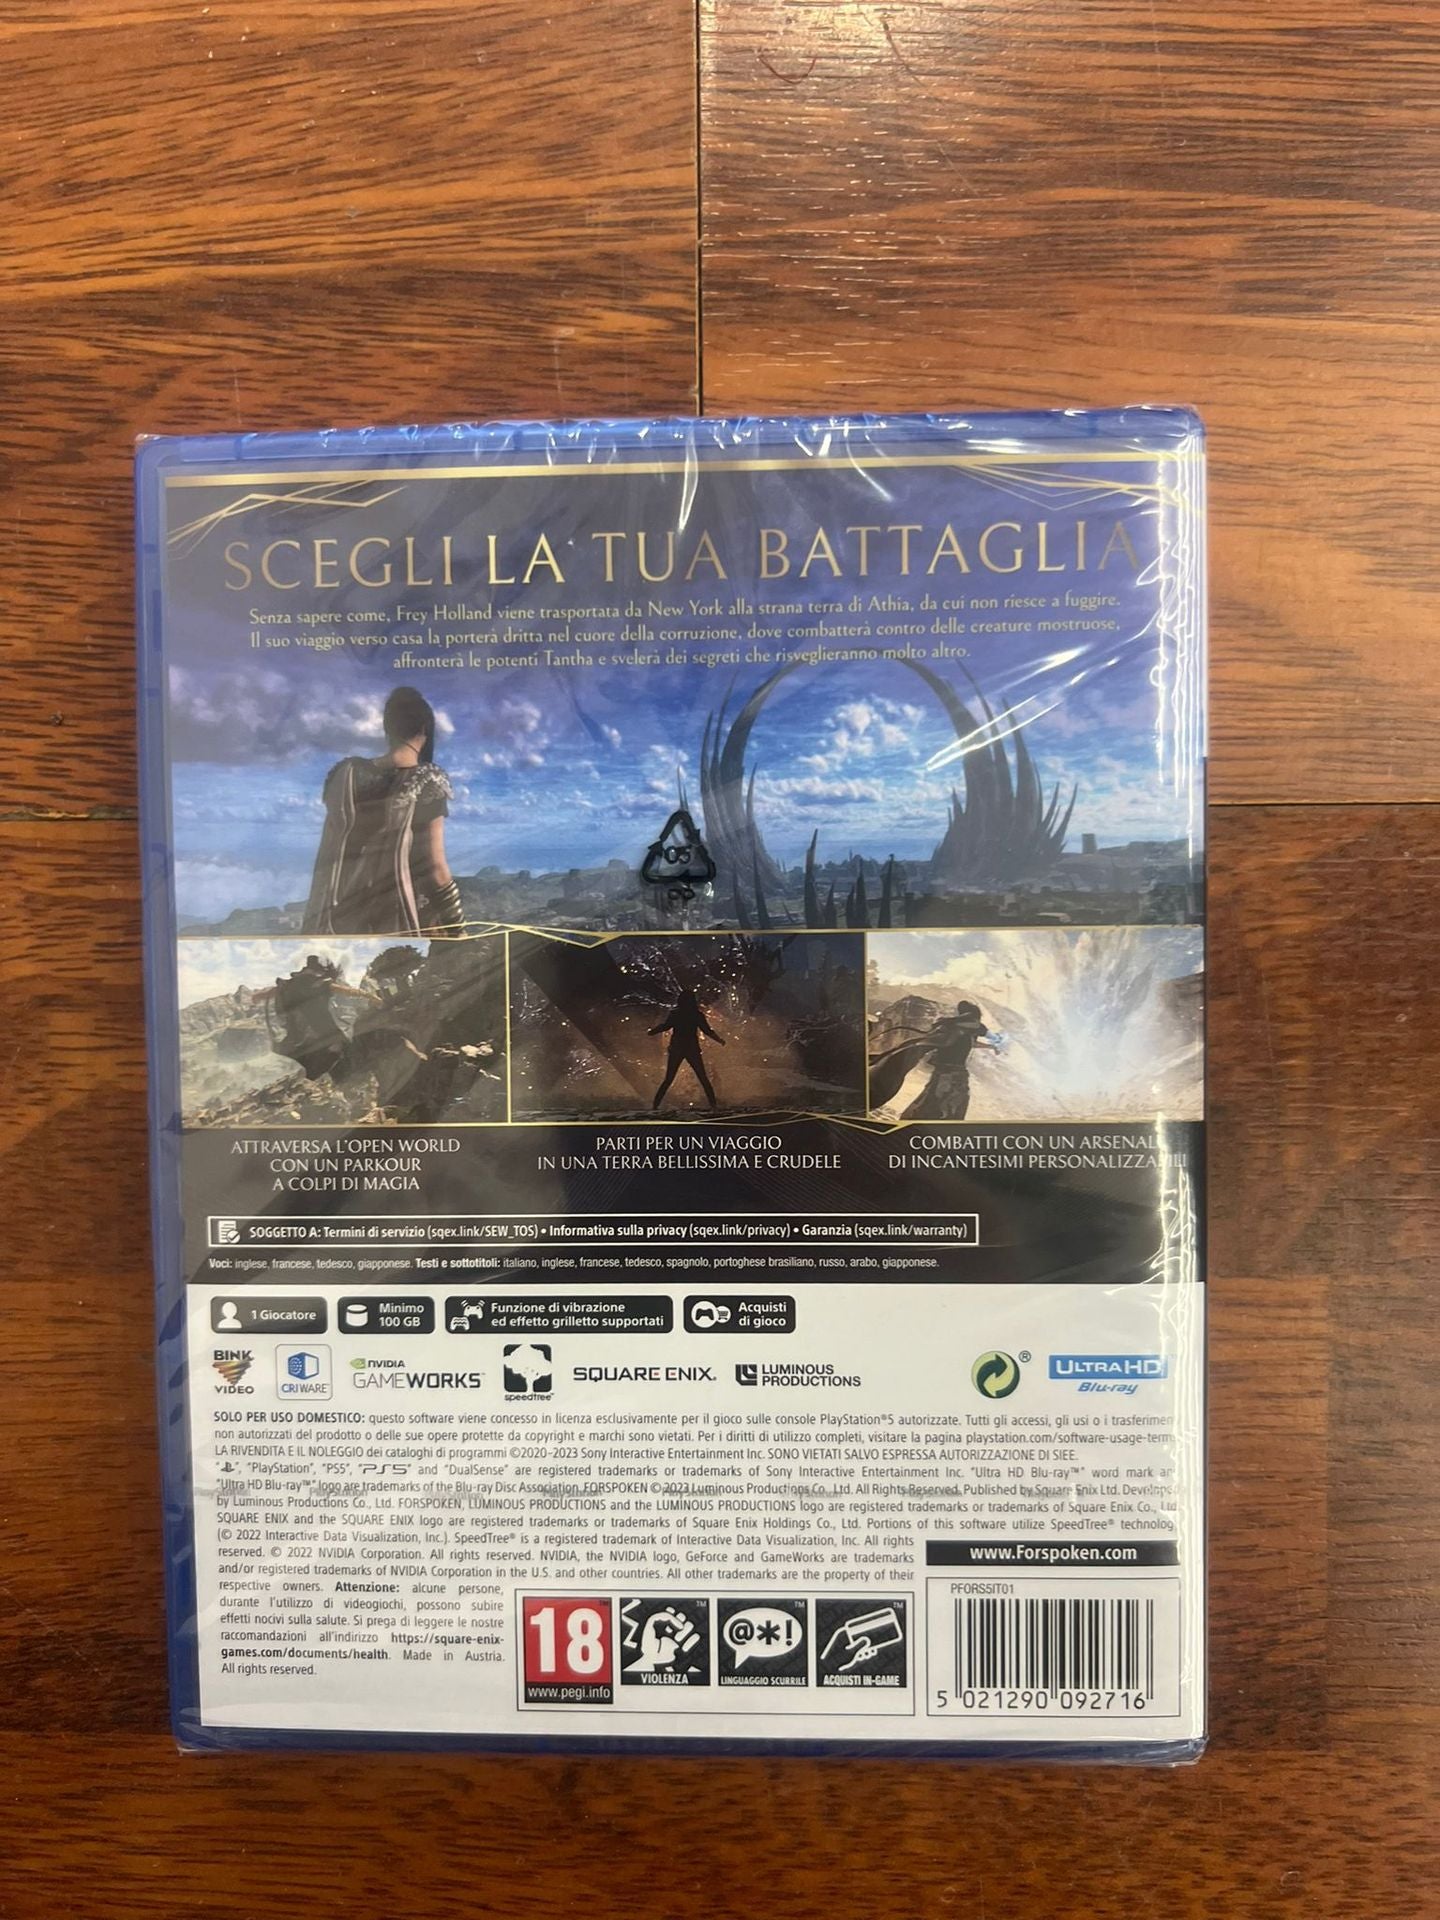 SCEGLI LA TUA BATTAGLIA
Senza sapere come, Frey Holland viene trasportata da New York alla strana terra di Athia, da cui non riesce a fuggire.
Il suo viaggio verso casa la porterà dritta nel cuore della corruzione, dove combatterà contro delle creature mostruose,
affronterà le potenti Tantha e svelerà dei segreti che risveglieranno molto altro.
05
ATTRAVERSA L'OPEN WORLD
CON UN PARKOUR
A COLPI DI MAGIA
PARTI PER UN VIAGGIO
IN UNA TERRA BELLISSIMA E CRUDELE
COMBATTI CON UN ARSENALE
DI INCANTESIMI PERSONALIZZABILI
SOGGETTO A: Termini di servizio (sqex.link/SEW_TOS) • Informativa sulla privacy (sqex.link/privacy) • Garanzia (sqex.link/warranty)
Voci: inglese, francese, tedesco, giapponese. Testi e sottotitoli: italiano, inglese, francese, tedesco, spagnolo, portoghese brasiliano, russo, arabo, giapponese.
1 Giocatore
Minimo
100 GB
Funzione di vibrazione
ed effetto grilletto supportati
Acquisti
di gioco
BINK
VIDEO
CRIWARE
NVIDIA
GAMEWORKS™
speedtree™
SQUARE ENIX®
LUMINOUS
PRODUCTIONS
®
ULTRA HD
Blu-ray™
SOLO PER USO DOMESTICO: questo software viene concesso in licenza esclusivamente per il gioco sulle console PlayStation®5 autorizzate. Tutti gli accessi, gli usi o i trasferimen
non autorizzati del prodotto o delle sue opere protette da copyright e marchi sono vietati. Per i diritti di utilizzo completi, visitare la pagina playstation.com/software-usage-term
LA RIVENDITA E IL NOLEGGIO dei cataloghi di programmi ©2020-2023 Sony Interactive Entertainment Inc. SONO VIETATI SALVO ESPRESSA AUTORIZZAZIONE DI SIEE.
"PlayStation", "PS5", "PS5" and "DualSense" are registered trademarks or trademarks of Sony Interactive Entertainment Inc. "Ultra HD Blu-ray™" word mark an
"Ultra HD Blu-ray™" logo are trademarks of the Blu-ray Disc Association. FORSPOKEN © 2023 Luminous Productions Co., Ltd. All Rights Reserved. Published by Square Enix Ltd. Developed
by Luminous Productions Co., Ltd. FORSPOKEN, LUMINOUS PRODUCTIONS and the LUMINOUS PRODUCTIONS logo are registered trademarks or trademarks of Square Enix Co., Ltd
SQUARE ENIX and the SQUARE ENIX logo are registered trademarks or trademarks of Square Enix Holdings Co., Ltd. Portions of this software utilize SpeedTree® technolog
(© 2022 Interactive Data Visualization, Inc.). SpeedTree® is a registered trademark of Interactive Data Visualization, Inc. All rights
reserved. © 2022 NVIDIA Corporation. All rights reserved. NVIDIA, the NVIDIA logo, GeForce and GameWorks are trademarks
and/or registered trademarks of NVIDIA Corporation in the U.S. and other countries. All other trademarks are the property of their
respective owners. Attenzione: alcune persone,
durante l'utilizzo di videogiochi, possono subire
effetti nocivi sulla salute. Si prega di leggere le nostre
raccomandazioni all'indirizzo https://square-enix-
games.com/documents/health. Made in Austria.
All rights reserved.
18
www.pegi.info
VIOLENZA
@*!
LINGUAGGIO SCURRILE
ACQUISTI IN-GAME
www.Forspoken.com
PFORS5IT01
5 021290 092716